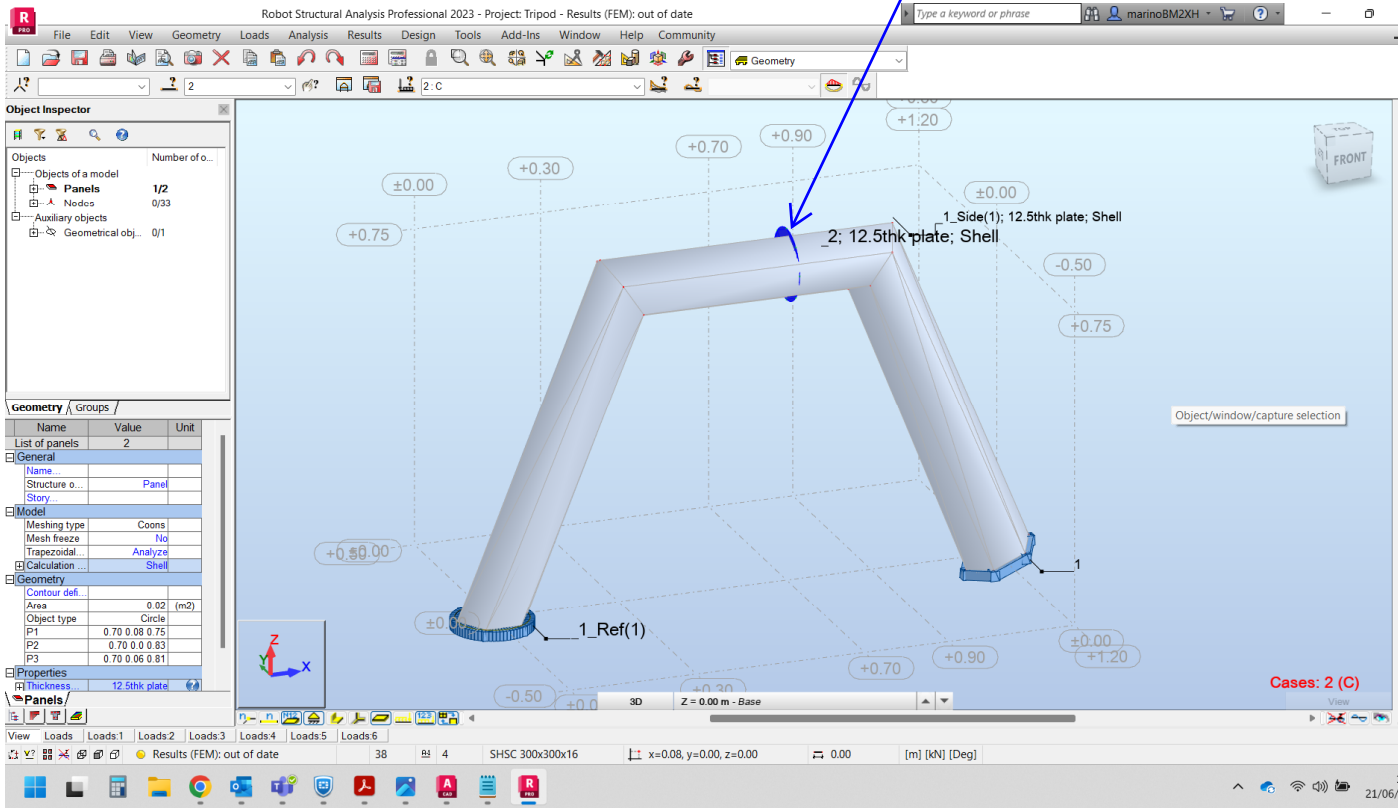 R
PRO
Robot Structural Analysis Professional 2023 - Project: Tripod - Results (FEM): out of date
Type a keyword or phrase
marinoBM2XH
File Edit View Geometry Loads Analysis Results Design Tools Add-Ins Window Help Community
Geometry
2
2 : C
Object Inspector
Objects Number of o...
Objects of a model
Panels 1/2
Nodes 0/33
Auxiliary objects
Geometrical obj... 0/1
Geometry Groups
Name Value Unit
List of panels 2
General
Name...
Structure o... Panel
Story...
Model
Meshing type Coons
Mesh freeze No
Trapezoidal... Analyze
Calculation ... Shell
Geometry
Contour defi...
Area 0.02 (m2)
Object type Circle
P1 0.70 0.08 0.75
P2 0.70 0.0 0.83
P3 0.70 0.06 0.81
Properties
Thickness... 12.5thk plate
Panels
+1.20
+0.90
+0.70
+0.30
±0.00
±0.00
+0.75
_1_Side(1); 12.5thk plate; Shell
_2; 12.5thk plate; Shell
-0.50
+0.75
TOP
FRONT
Object/window/capture selection
+0.50
±0.00
1
1_Ref(1)
±0.00
+1.20
+0.90
+0.70
+0.30
-0.50
Z
Y
X
Cases: 2 (C)
3D Z = 0.00 m - Base
View
View Loads Loads:1 Loads:2 Loads:3 Loads:4 Loads:5 Loads:6
Results (FEM): out of date 38 4 SHSC 300x300x16 x=0.08, y=0.00, z=0.00 0.00 [m] [kN] [Deg]
21/06/